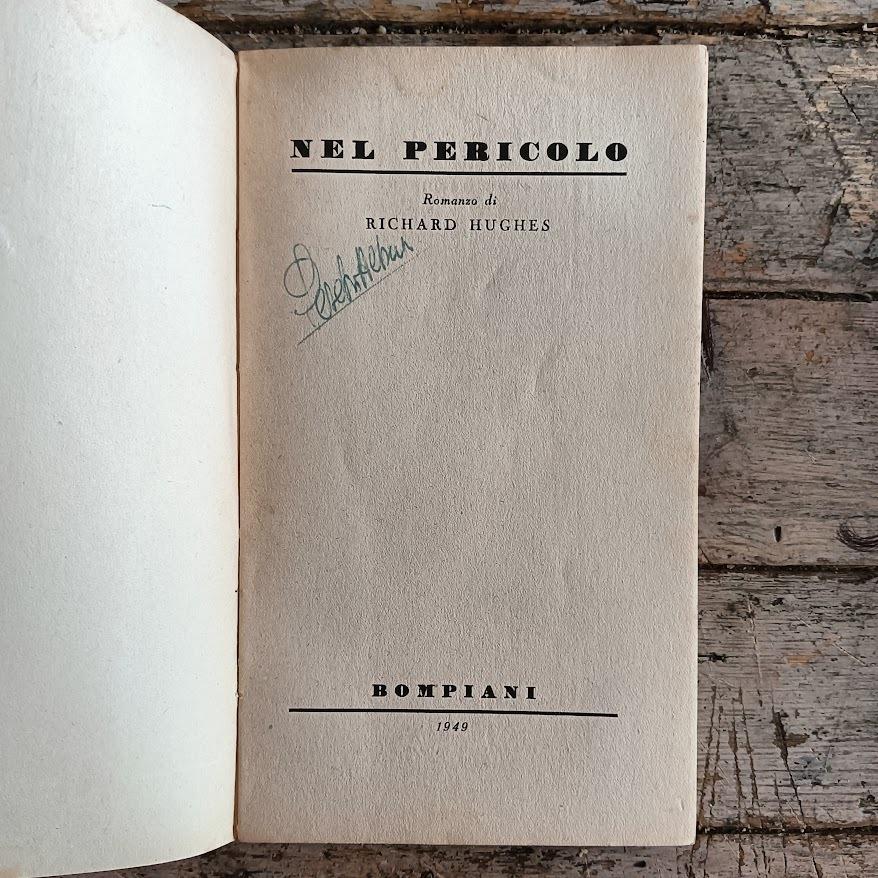 NEL PERICOLO
Romanzo di
RICHARD HUGHES
BOMPIANI
1949